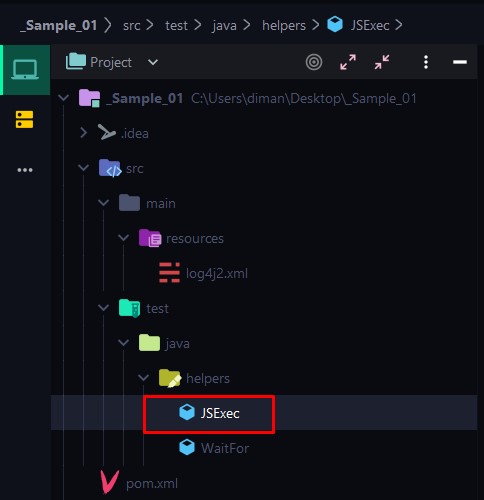 _Sample_01 > src > test > java > helpers > JSExec >
Project
_Sample_01 C:\Users\diman\Desktop\_Sample_01
.idea
src
main
resources
log4j2.xml
test
java
helpers
JSExec
WaitFor
pom.xml